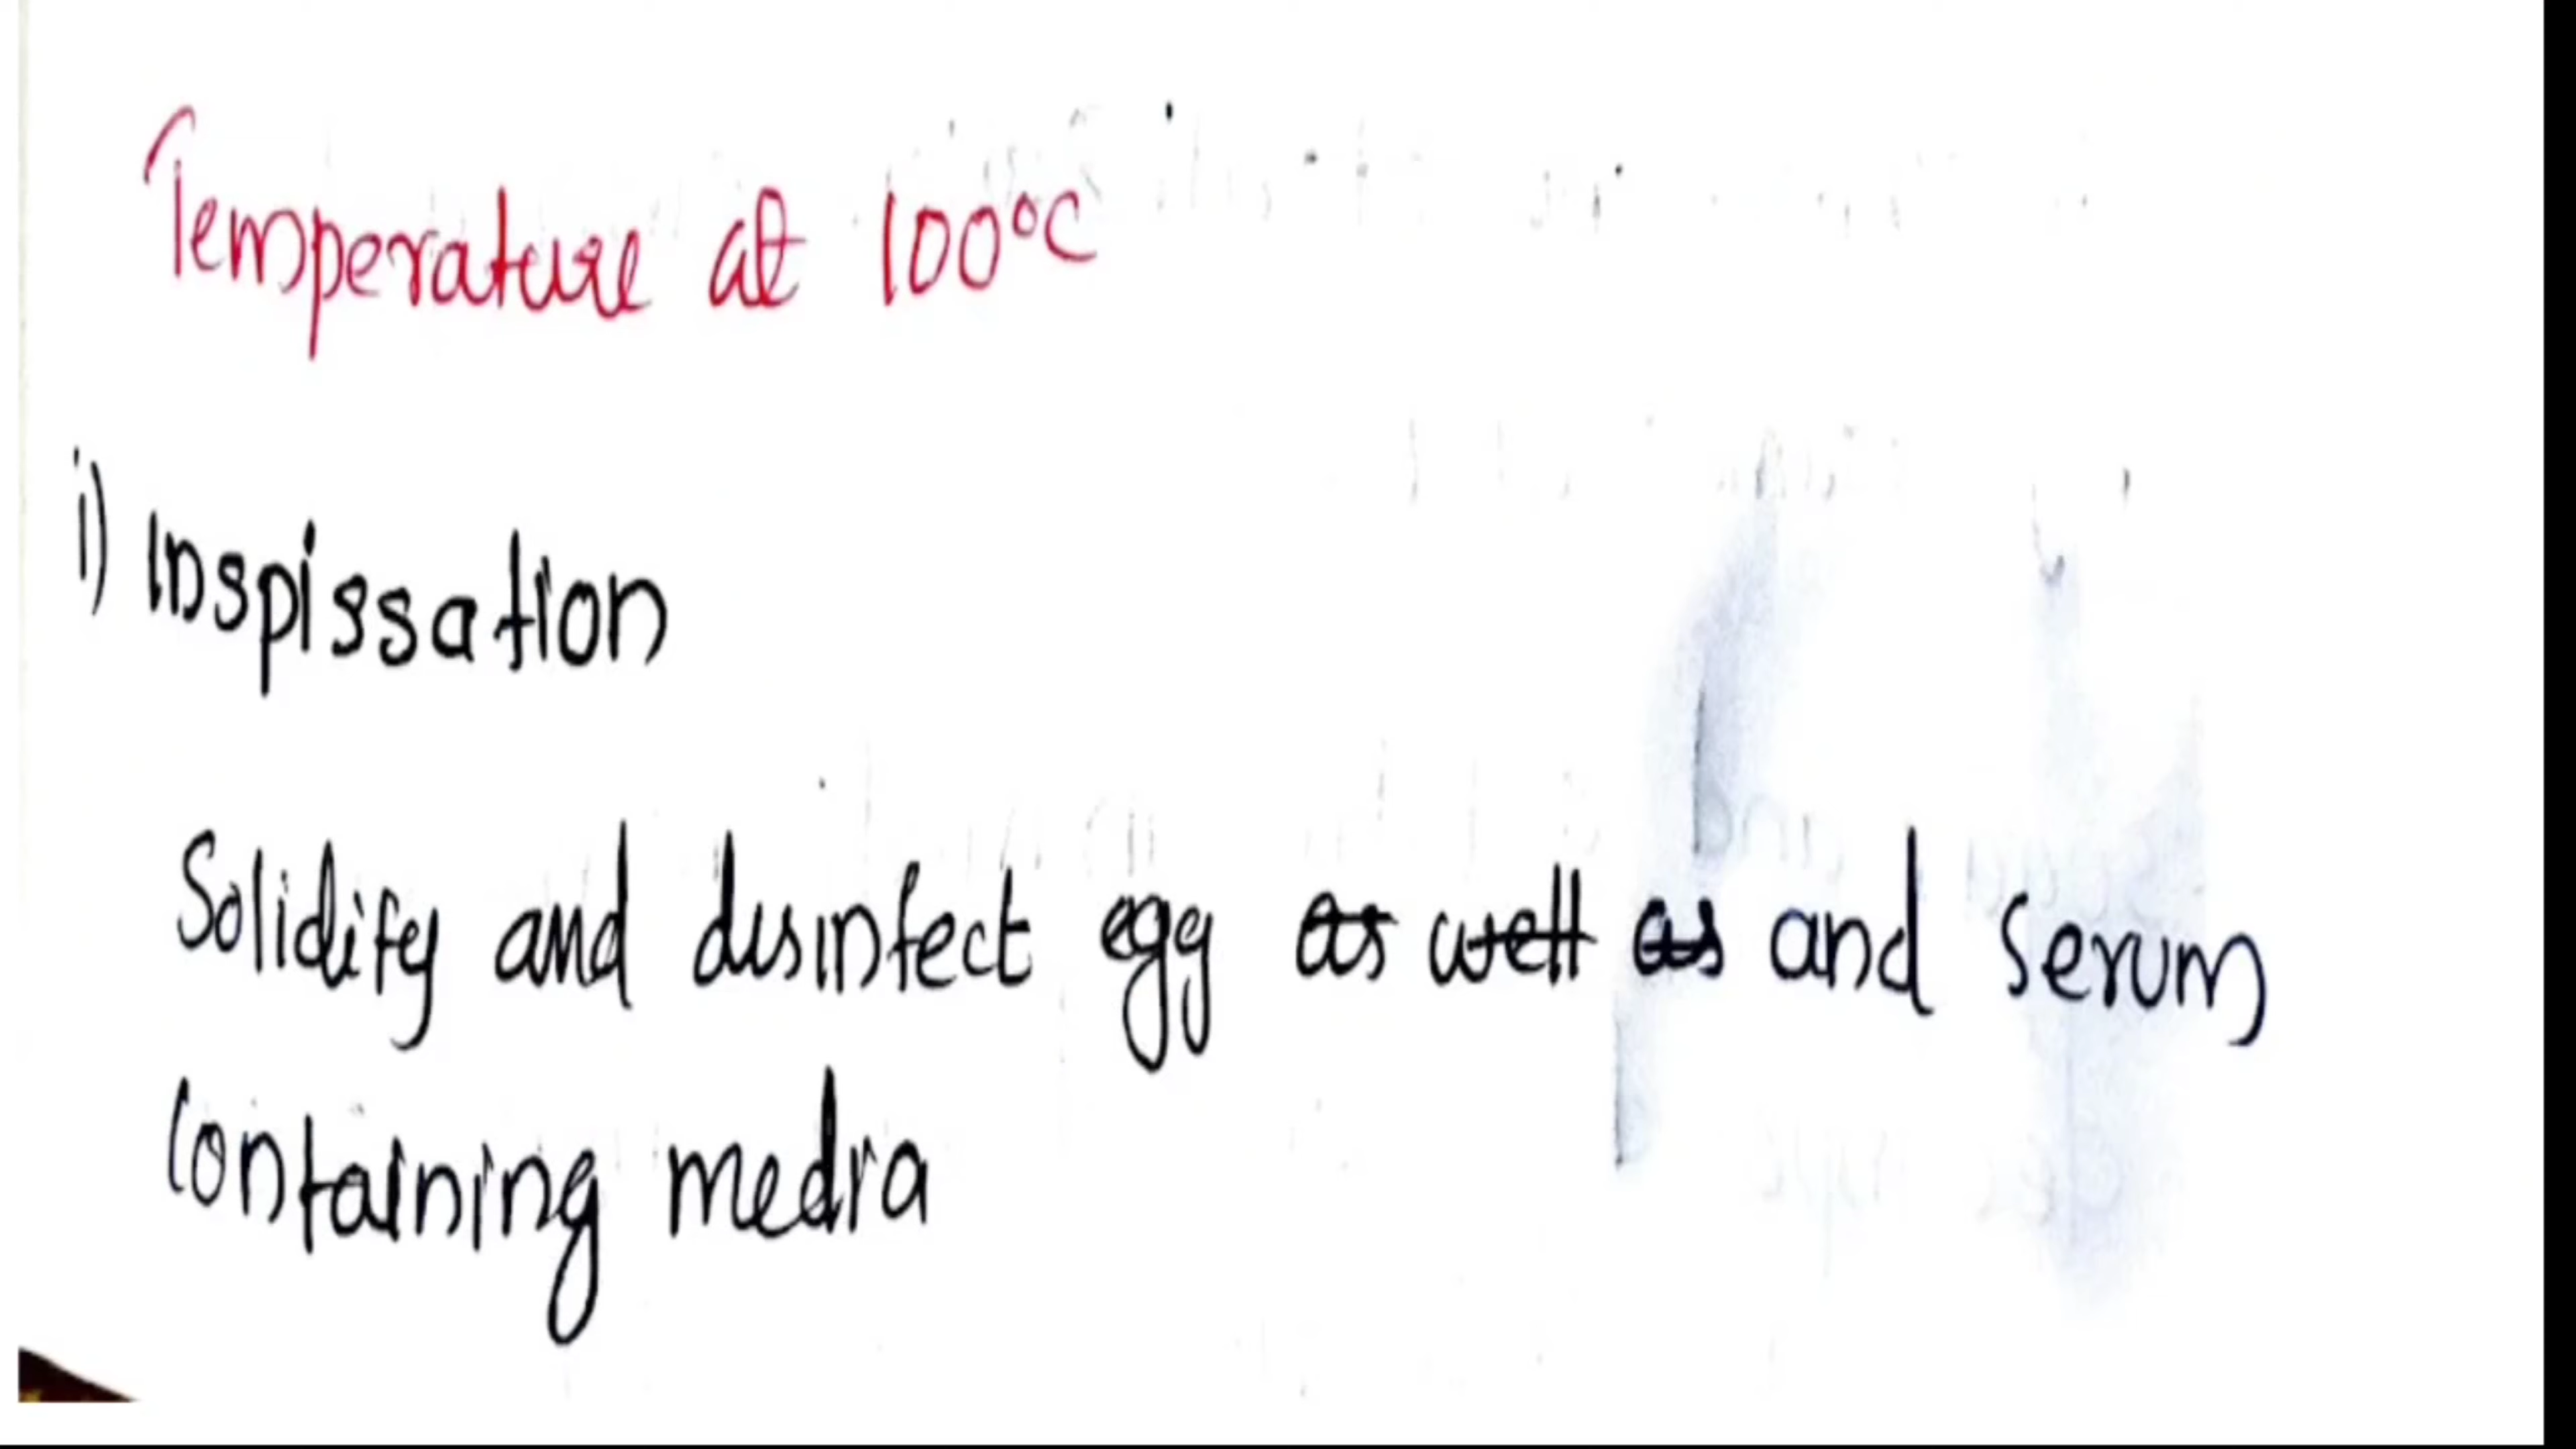 Temperature at 100°C
i) Inspissation
Solidify and disinfect egg as well as and serum
containing media